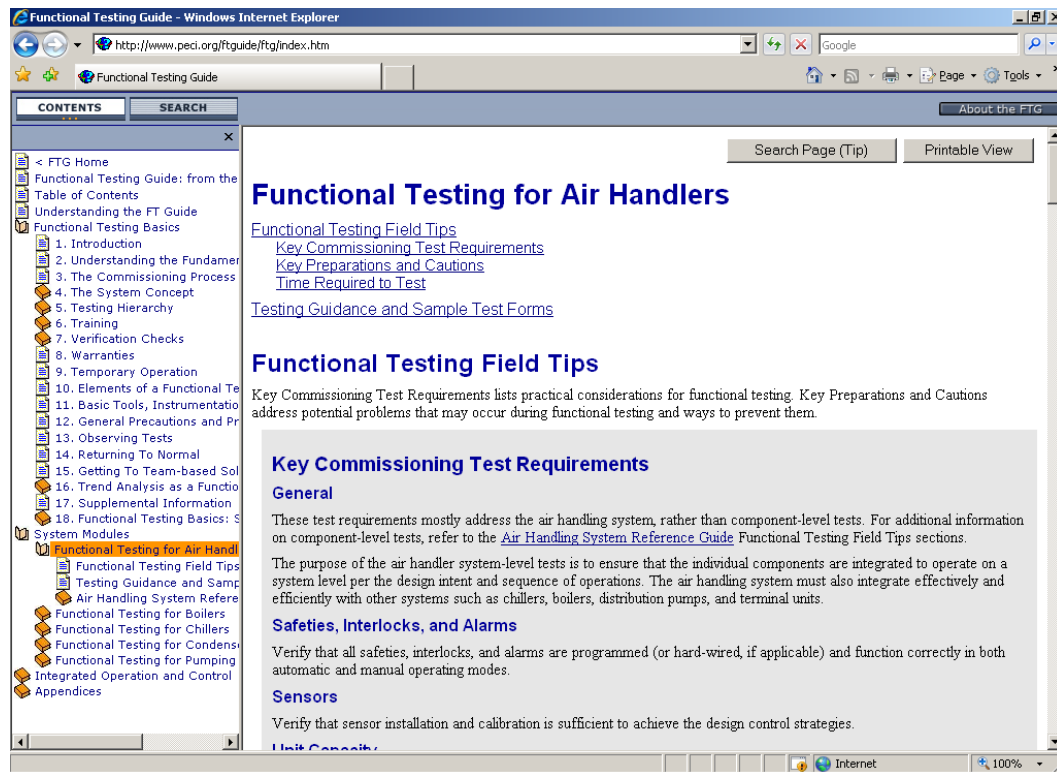 Functional Testing Guide - Windows Internet Explorer
http://www.peci.org/ftguide/ftg/index.htm
Google
Functional Testing Guide
Page
Tools
CONTENTS
SEARCH
About the FTG
< FTG Home
Functional Testing Guide: from the
Table of Contents
Understanding the FT Guide
Functional Testing Basics
1. Introduction
2. Understanding the Fundamen
3. The Commissioning Process
4. The System Concept
5. Testing Hierarchy
6. Training
7. Verification Checks
8. Warranties
9. Temporary Operation
10. Elements of a Functional Te
11. Basic Tools, Instrumentatio
12. General Precautions and Pr
13. Observing Tests
14. Returning To Normal
15. Getting To Team-based Sol
16. Trend Analysis as a Functio
17. Supplemental Information
18. Functional Testing Basics: S
System Modules
Functional Testing for Air Handl
Functional Testing Field Tips
Testing Guidance and Samp
Air Handling System Refere
Functional Testing for Boilers
Functional Testing for Chillers
Functional Testing for Condense
Functional Testing for Pumping
Integrated Operation and Control
Appendices
Search Page (Tip)
Printable View
Functional Testing for Air Handlers
Functional Testing Field Tips
Key Commissioning Test Requirements
Key Preparations and Cautions
Time Required to Test
Testing Guidance and Sample Test Forms
Functional Testing Field Tips
Key Commissioning Test Requirements lists practical considerations for functional testing. Key Preparations and Cautions
address potential problems that may occur during functional testing and ways to prevent them.
Key Commissioning Test Requirements
General
These test requirements mostly address the air handling system, rather than component-level tests. For additional information
on component-level tests, refer to the Air Handling System Reference Guide Functional Testing Field Tips sections.
The purpose of the air handler system-level tests is to ensure that the individual components are integrated to operate on a
system level per the design intent and sequence of operations. The air handling system must also integrate effectively and
efficiently with other systems such as chillers, boilers, distribution pumps, and terminal units.
Safeties, Interlocks, and Alarms
Verify that all safeties, interlocks, and alarms are programmed (or hard-wired, if applicable) and function correctly in both
automatic and manual operating modes.
Sensors
Verify that sensor installation and calibration is sufficient to achieve the design control strategies.
Unit Capacity
Internet
100%